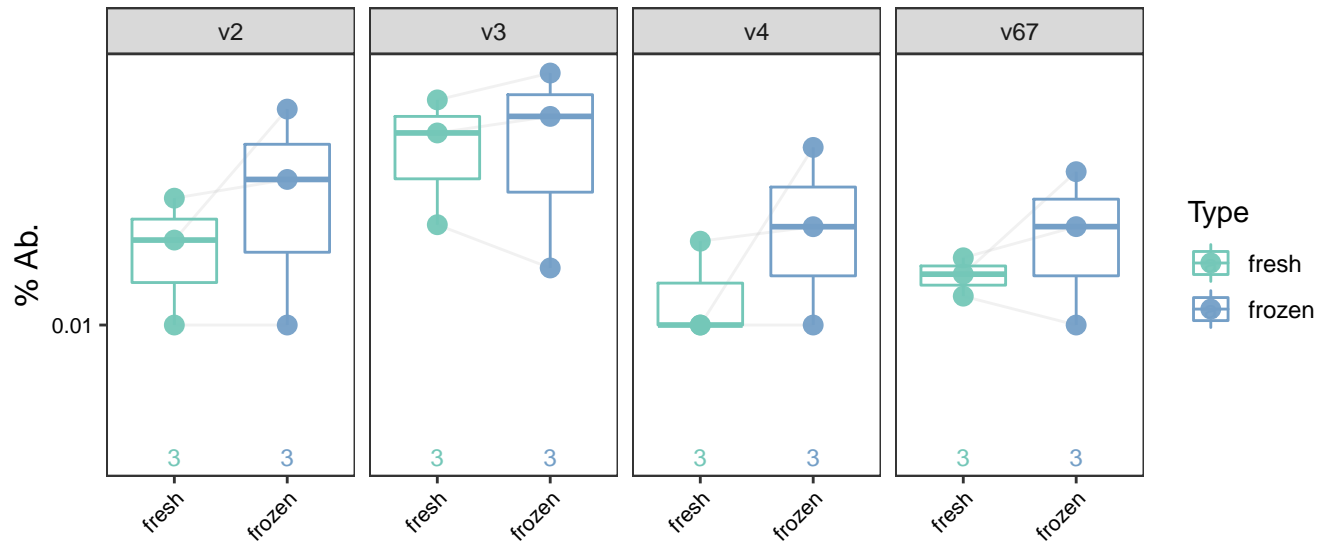 v2 v3 v4 v67
% Ab.
0.01
Type
fresh
frozen
3 3 3 3 3 3 3 3
fresh frozen fresh frozen fresh frozen fresh frozen